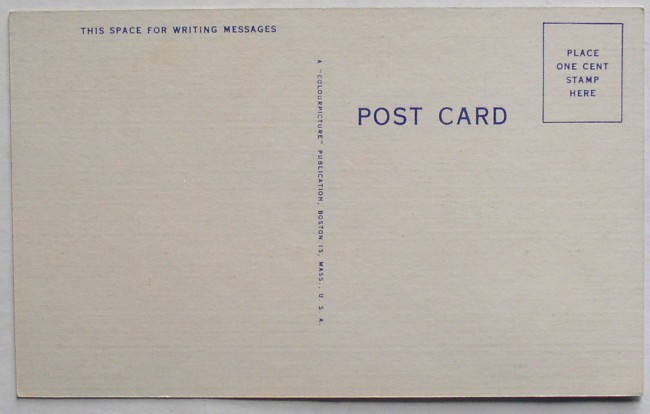 THIS SPACE FOR WRITING MESSAGES
A "COLOURPICTURE" PUBLICATION, BOSTON 15, MASS., U. S. A.
POST CARD
PLACE
ONE CENT
STAMP
HERE